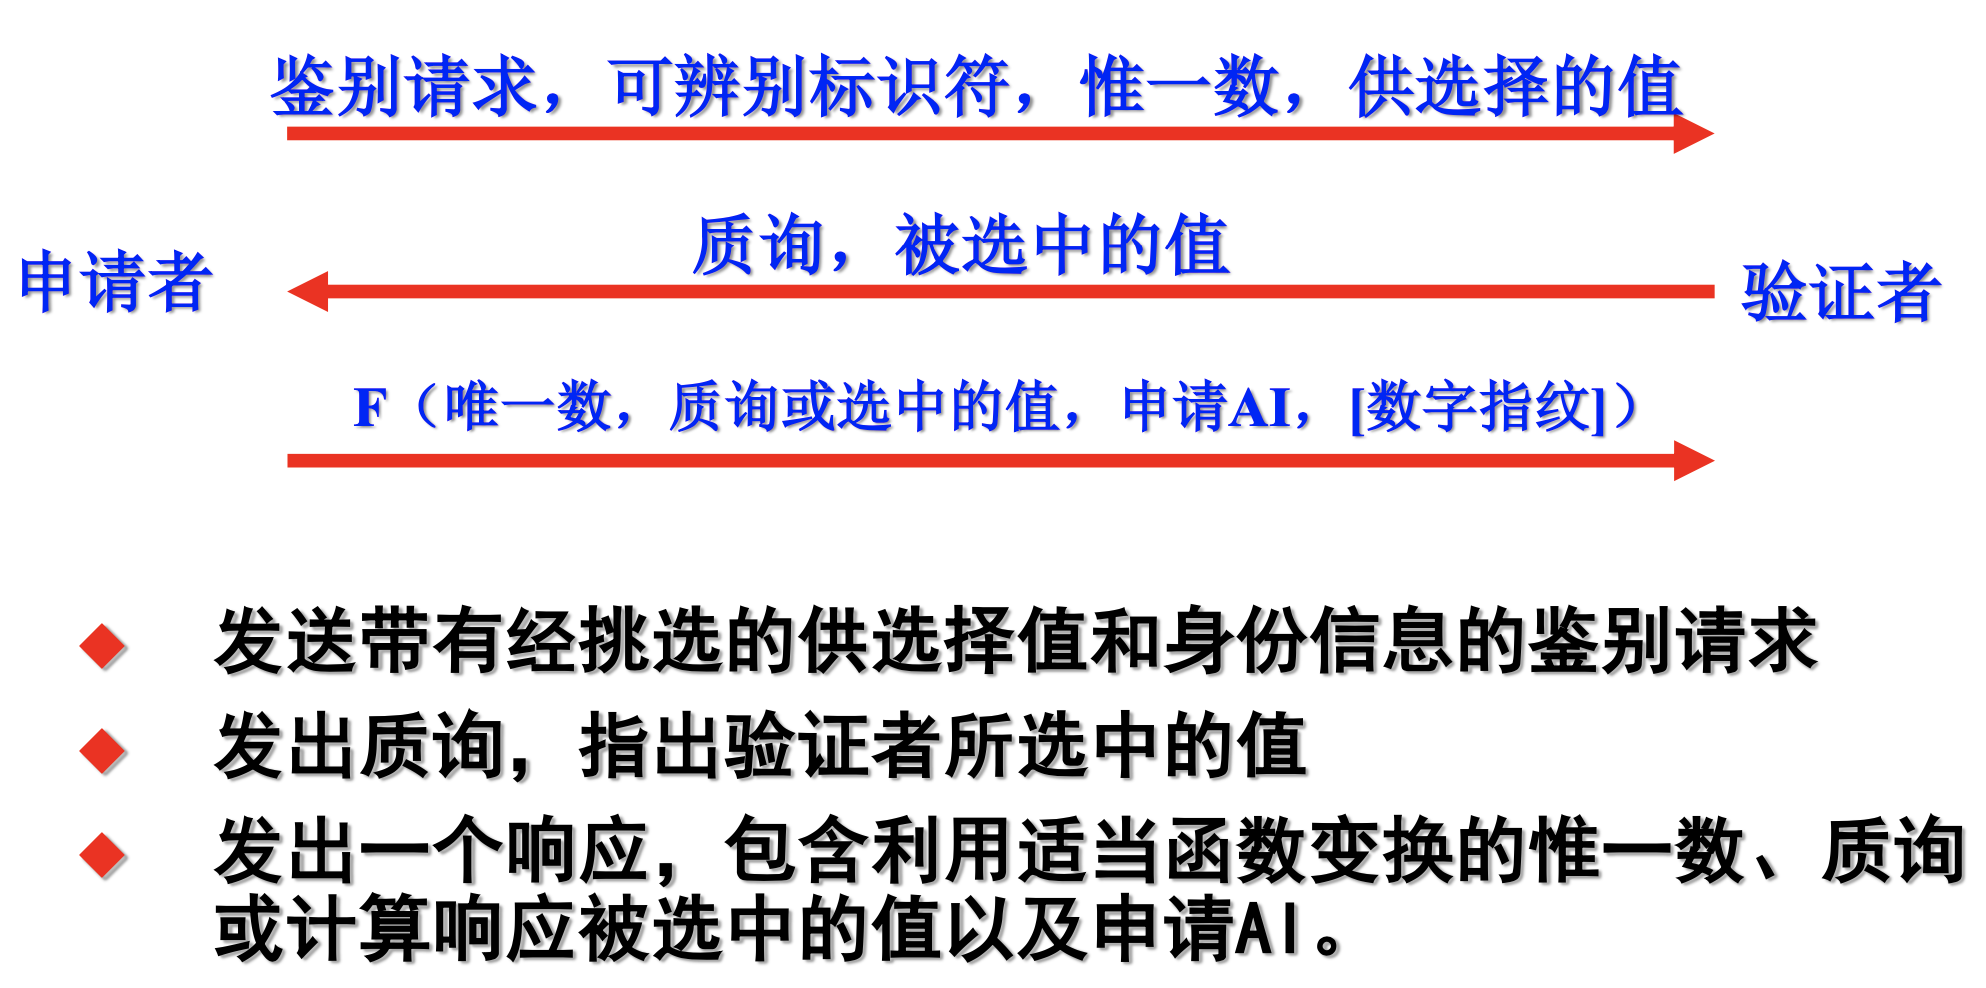 鉴别请求，可辨别标识符，惟一数，供选择的值
质询，被选中的值
申请者
验证者
F（唯一数，质询或选中的值，申请AI，[数字指纹]）
发送带有经挑选的供选择值和身份信息的鉴别请求
发出质询，指出验证者所选中的值
发出一个响应，包含利用适当函数变换的惟一数、质询
或计算响应被选中的值以及申请AI。